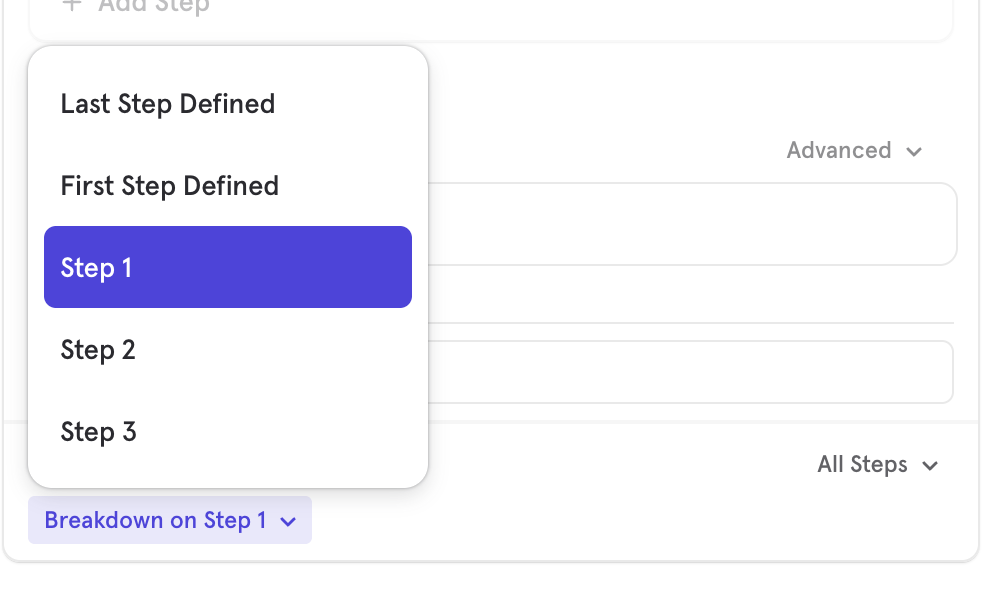 + Add Step
Last Step Defined
First Step Defined
Advanced
Step 1
Step 2
Step 3
All Steps
Breakdown on Step 1